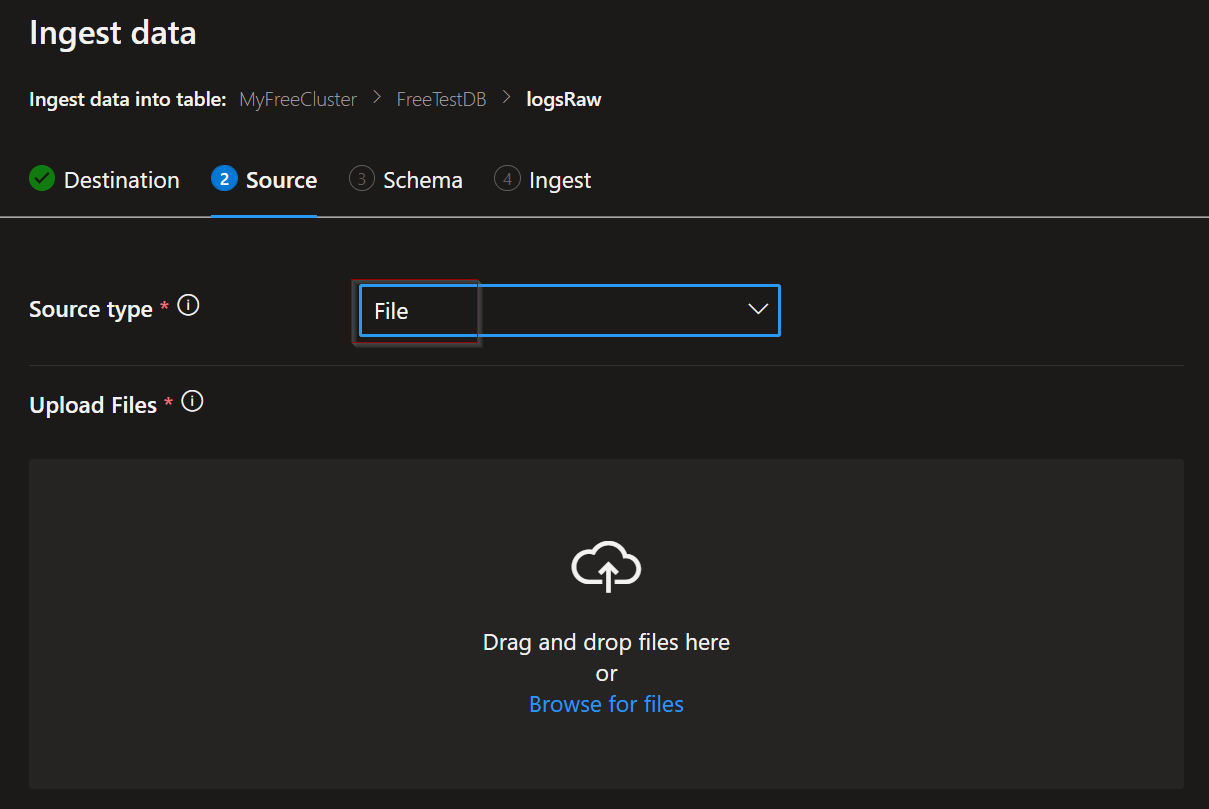 Ingest data
Ingest data into table: MyFreeCluster > FreeTestDB > logsRaw
Destination 2 Source 3 Schema 4 Ingest
Source type * File
Upload Files *
Drag and drop files here
or
Browse for files